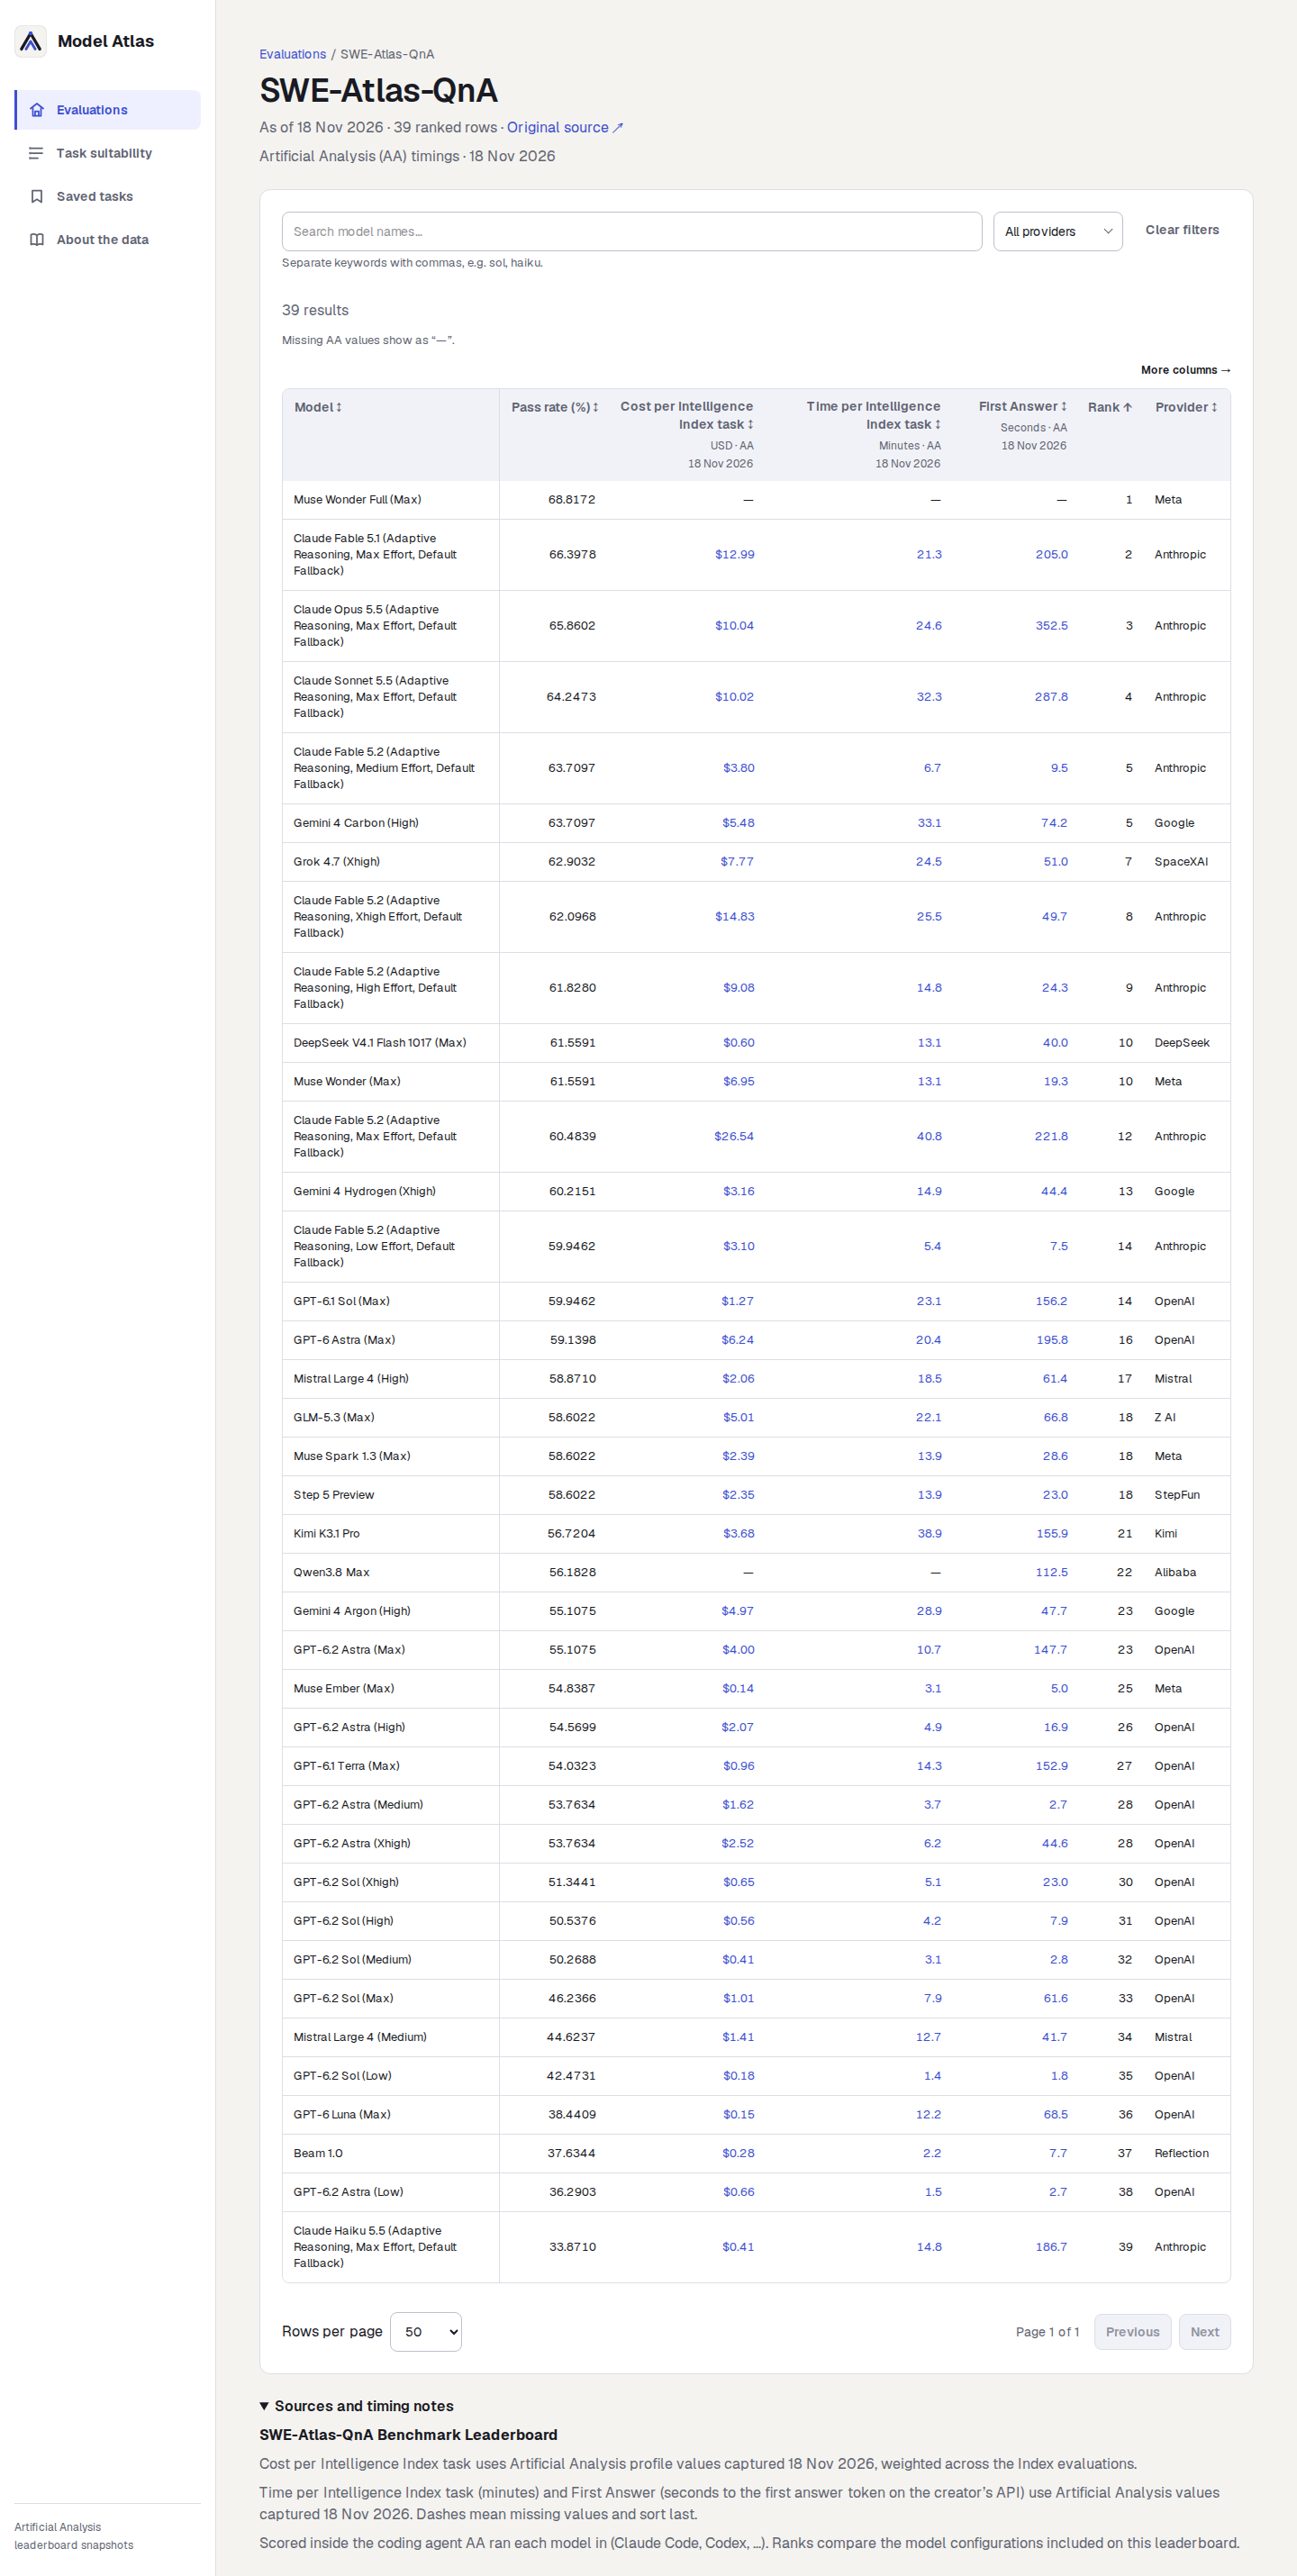 Model Atlas
Evaluations
Task suitability
Saved tasks
About the data
Evaluations / SWE-Atlas-QnA
SWE-Atlas-QnA
As of 18 Nov 2026 · 39 ranked rows · Original source ↗
Artificial Analysis (AA) timings · 18 Nov 2026
Search model names…
All providers
Clear filters
Separate keywords with commas, e.g. sol, haiku.
39 results
Missing AA values show as “—”.
More columns →
Model ↕ Pass rate (%) ↕ Cost per Intelligence Time per Intelligence First Answer ↕ Rank ↑ Provider ↕
Index task ↕ Index task ↕ Seconds · AA
USD · AA Minutes · AA 18 Nov 2026
18 Nov 2026 18 Nov 2026
Muse Wonder Full (Max) 68.8172 — — — 1 Meta
Claude Fable 5.1 (Adaptive
Reasoning, Max Effort, Default 66.3978 $12.99 21.3 205.0 2 Anthropic
Fallback)
Claude Opus 5.5 (Adaptive
Reasoning, Max Effort, Default 65.8602 $10.04 24.6 352.5 3 Anthropic
Fallback)
Claude Sonnet 5.5 (Adaptive
Reasoning, Max Effort, Default 64.2473 $10.02 32.3 287.8 4 Anthropic
Fallback)
Claude Fable 5.2 (Adaptive
Reasoning, Medium Effort, Default 63.7097 $3.80 6.7 9.5 5 Anthropic
Fallback)
Gemini 4 Carbon (High) 63.7097 $5.48 33.1 74.2 5 Google
Grok 4.7 (Xhigh) 62.9032 $7.77 24.5 51.0 7 SpaceXAI
Claude Fable 5.2 (Adaptive
Reasoning, Xhigh Effort, Default 62.0968 $14.83 25.5 49.7 8 Anthropic
Fallback)
Claude Fable 5.2 (Adaptive
Reasoning, High Effort, Default 61.8280 $9.08 14.8 24.3 9 Anthropic
Fallback)
DeepSeek V4.1 Flash 1017 (Max) 61.5591 $0.60 13.1 40.0 10 DeepSeek
Muse Wonder (Max) 61.5591 $6.95 13.1 19.3 10 Meta
Claude Fable 5.2 (Adaptive
Reasoning, Max Effort, Default 60.4839 $26.54 40.8 221.8 12 Anthropic
Fallback)
Gemini 4 Hydrogen (Xhigh) 60.2151 $3.16 14.9 44.4 13 Google
Claude Fable 5.2 (Adaptive
Reasoning, Low Effort, Default 59.9462 $3.10 5.4 7.5 14 Anthropic
Fallback)
GPT-6.1 Sol (Max) 59.9462 $1.27 23.1 156.2 14 OpenAI
GPT-6 Astra (Max) 59.1398 $6.24 20.4 195.8 16 OpenAI
Mistral Large 4 (High) 58.8710 $2.06 18.5 61.4 17 Mistral
GLM-5.3 (Max) 58.6022 $5.01 22.1 66.8 18 Z AI
Muse Spark 1.3 (Max) 58.6022 $2.39 13.9 28.6 18 Meta
Step 5 Preview 58.6022 $2.35 13.9 23.0 18 StepFun
Kimi K3.1 Pro 56.7204 $3.68 38.9 155.9 21 Kimi
Qwen3.8 Max 56.1828 — — 112.5 22 Alibaba
Gemini 4 Argon (High) 55.1075 $4.97 28.9 47.7 23 Google
GPT-6.2 Astra (Max) 55.1075 $4.00 10.7 147.7 23 OpenAI
Muse Ember (Max) 54.8387 $0.14 3.1 5.0 25 Meta
GPT-6.2 Astra (High) 54.5699 $2.07 4.9 16.9 26 OpenAI
GPT-6.1 Terra (Max) 54.0323 $0.96 14.3 152.9 27 OpenAI
GPT-6.2 Astra (Medium) 53.7634 $1.62 3.7 2.7 28 OpenAI
GPT-6.2 Astra (Xhigh) 53.7634 $2.52 6.2 44.6 28 OpenAI
GPT-6.2 Sol (Xhigh) 51.3441 $0.65 5.1 23.0 30 OpenAI
GPT-6.2 Sol (High) 50.5376 $0.56 4.2 7.9 31 OpenAI
GPT-6.2 Sol (Medium) 50.2688 $0.41 3.1 2.8 32 OpenAI
GPT-6.2 Sol (Max) 46.2366 $1.01 7.9 61.6 33 OpenAI
Mistral Large 4 (Medium) 44.6237 $1.41 12.7 41.7 34 Mistral
GPT-6.2 Sol (Low) 42.4731 $0.18 1.4 1.8 35 OpenAI
GPT-6 Luna (Max) 38.4409 $0.15 12.2 68.5 36 OpenAI
Beam 1.0 37.6344 $0.28 2.2 7.7 37 Reflection
GPT-6.2 Astra (Low) 36.2903 $0.66 1.5 2.7 38 OpenAI
Claude Haiku 5.5 (Adaptive
Reasoning, Max Effort, Default 33.8710 $0.41 14.8 186.7 39 Anthropic
Fallback)
Rows per page 50
Page 1 of 1 Previous Next
▼ Sources and timing notes
SWE-Atlas-QnA Benchmark Leaderboard
Cost per Intelligence Index task uses Artificial Analysis profile values captured 18 Nov 2026, weighted across the Index evaluations.
Time per Intelligence Index task (minutes) and First Answer (seconds to the first answer token on the creator’s API) use Artificial Analysis values
captured 18 Nov 2026. Dashes mean missing values and sort last.
Scored inside the coding agent AA ran each model in (Claude Code, Codex, …). Ranks compare the model configurations included on this leaderboard.
Artificial Analysis
leaderboard snapshots